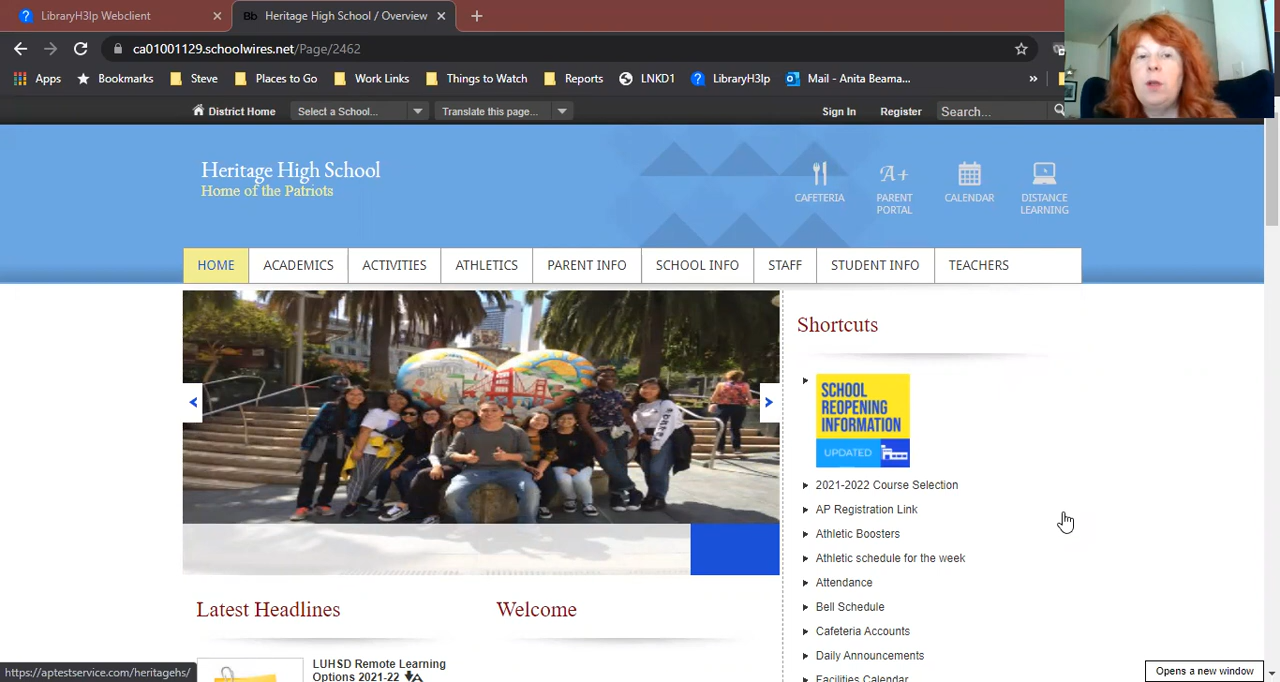 LibraryH3lp Webclient
Heritage High School / Overview
ca01001129.schoolwires.net/Page/2462
Apps
Bookmarks
Steve
Places to Go
Work Links
Things to Watch
Reports
LNKD1
LibraryH3lp
Mail - Anita Beama...
District Home
Select a School...
Translate this page...
Sign In
Register
Search...
Heritage High School
Home of the Patriots
CAFETERIA
A+
PARENT
PORTAL
CALENDAR
DISTANCE
LEARNING
HOME
ACADEMICS
ACTIVITIES
ATHLETICS
PARENT INFO
SCHOOL INFO
STAFF
STUDENT INFO
TEACHERS
Shortcuts
SCHOOL
REOPENING
INFORMATION
UPDATED
2021-2022 Course Selection
AP Registration Link
Athletic Boosters
Athletic schedule for the week
Attendance
Bell Schedule
Cafeteria Accounts
Daily Announcements
Facilities Calendar
Latest Headlines
Welcome
LUHSD Remote Learning
Options 2021-22
https://aptestservice.com/heritagehs/
Opens a new window